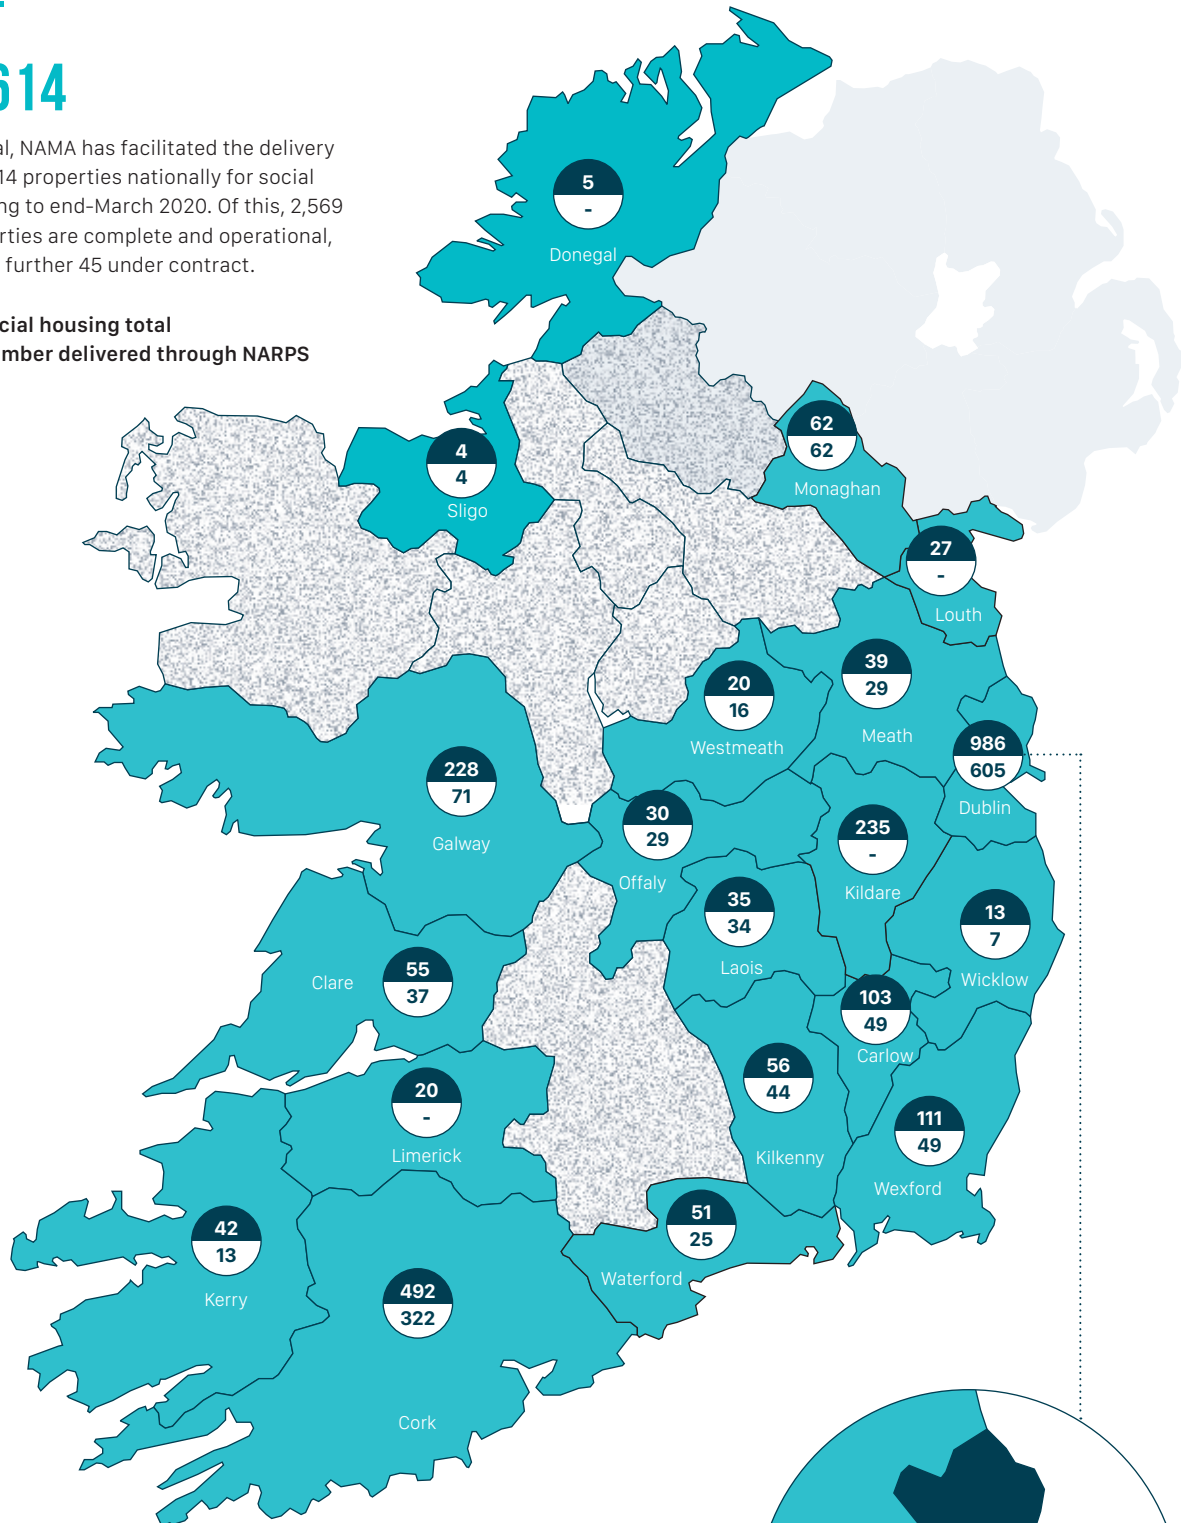 614
al, NAMA has facilitated the delivery
14 properties nationally for social
ng to end-March 2020. Of this, 2,569
rties are complete and operational,
further 45 under contract.
cial housing total
mber delivered through NARPS
5
-
Donegal
62
62
Monaghan
4
4
Sligo
27
-
Louth
39
29
Meath
20
16
Westmeath
986
605
Dublin
228
71
Galway
30
29
Offaly
235
-
Kildare
35
34
Laois
13
7
Wicklow
Clare
55
37
103
49
Carlow
56
44
Kilkenny
20
-
Limerick
111
49
Wexford
51
25
Waterford
42
13
Kerry
492
322
Cork